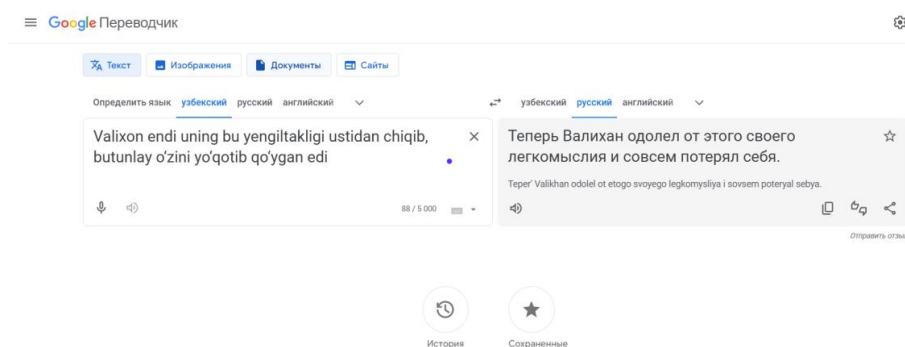 Google Переводчик
Текст
Изображения
Документы
Сайты
Определить язык узбекский русский английский
узбекский русский английский
Valixon endi uning bu yengiltakligi ustidan chiqib,
butunlay o‘zini yo‘qotib qo‘ygan edi
88 / 5 000
Теперь Валихан одолел от этого своего
легкомыслия и совсем потерял себя.
Teper' Valikhan odolel ot etogo svoyego legkomysliya i sovsem poteryal sebya.
Отправить отзыв
История
Сохраненные